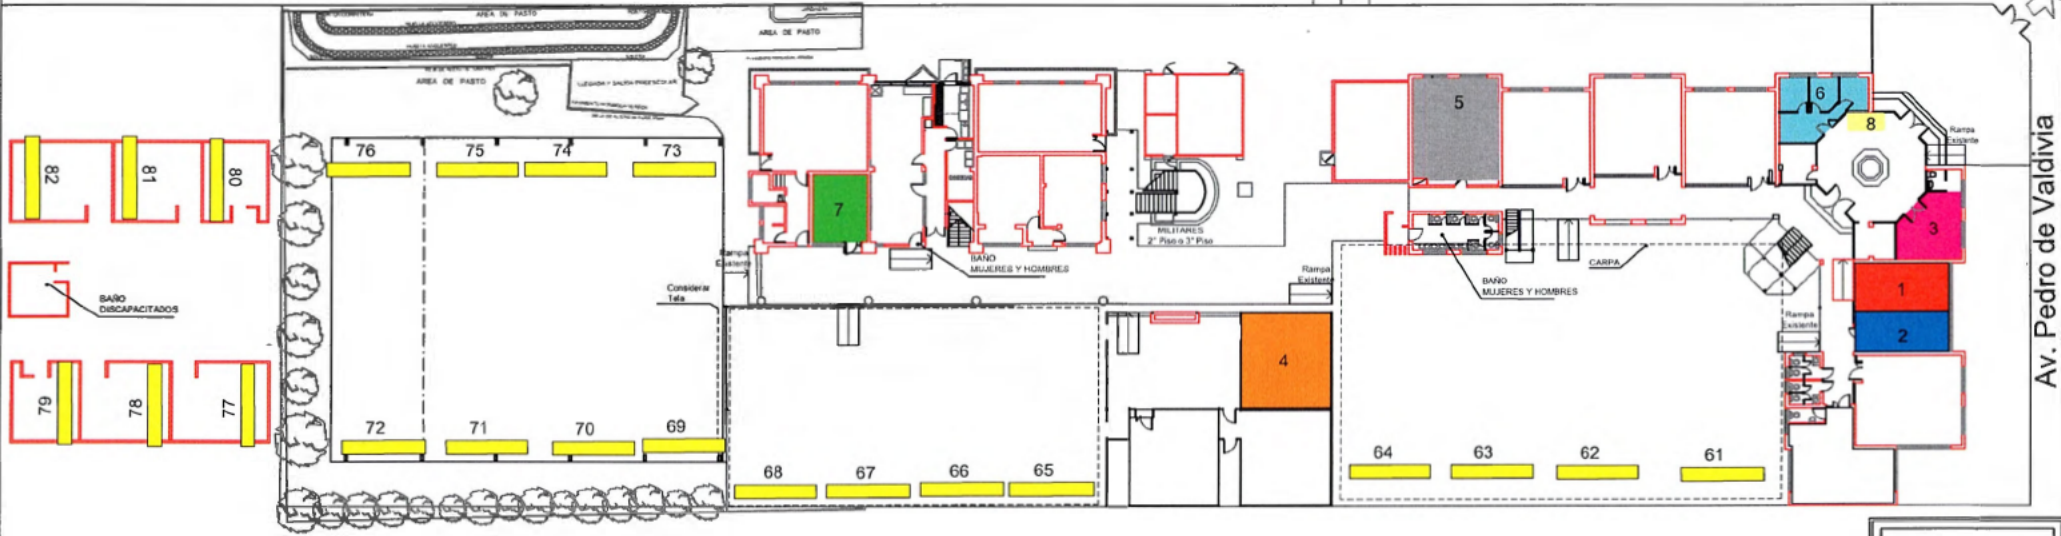 AREA DE PASTO
AREA DE PASTO
AREA DE PASTO
LLEGADA Y SALIDA PREESCOLAR
82
81
80
76
75
74
73
7
5
6
8
Rampa
Existente
3
MILITARES
2° Piso o 3° Piso
BAÑO
MUJERES Y HOMBRES
Rampa
Existente
BAÑO
DISCAPACITADOS
Considerar
Tela
Rampa
Existente
BAÑO
MUJERES Y HOMBRES
CARPA
1
2
Rampa
Existente
4
79
78
77
72
71
70
69
68
67
66
65
64
63
62
61
Av. Pedro de Valdivia